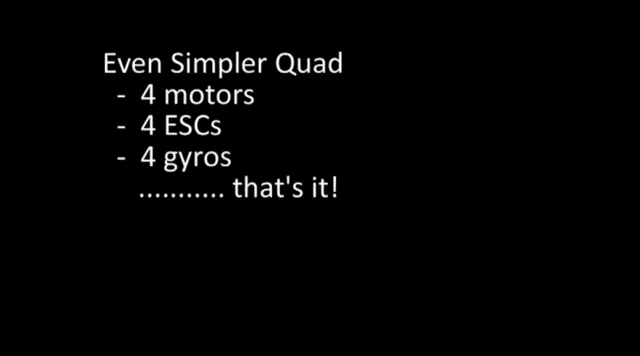 Even Simpler Quad
- 4 motors
- 4 ESCs
- 4 gyros
........... that's it!